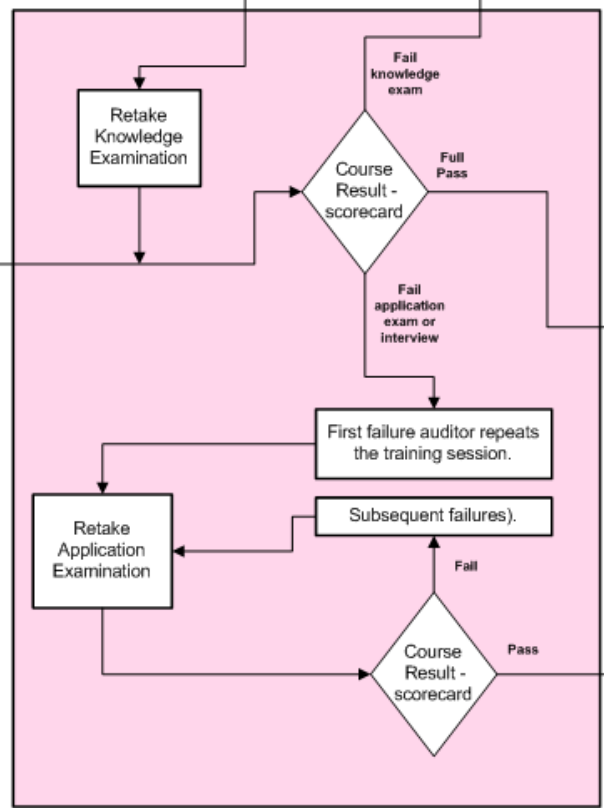 Fail
knowledge
exam
Retake
Knowledge
Examination
Course
Result -
scorecard
Full
Pass
Fail
application
exam or
interview
First failure auditor repeats
the training session.
Subsequent failures).
Retake
Application
Examination
Fail
Course
Result -
scorecard
Pass